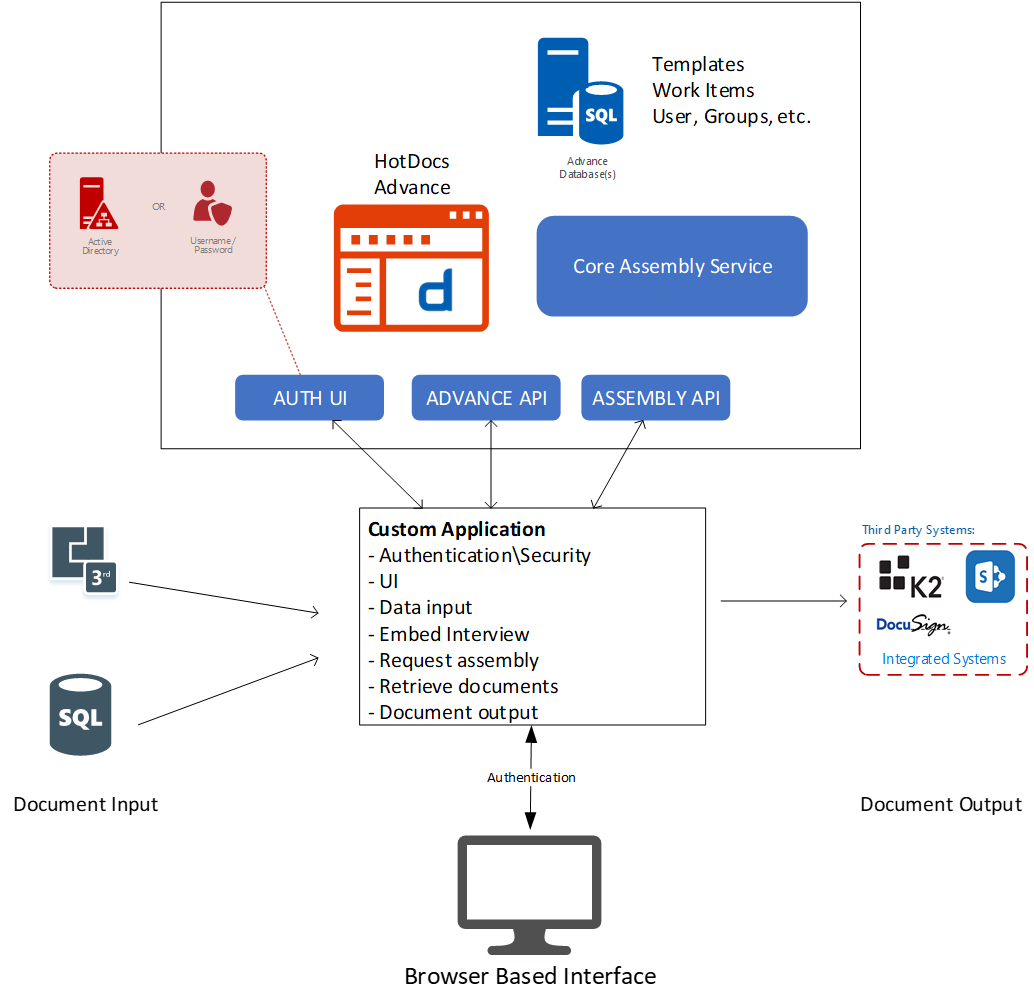 Templates
Work Items
User, Groups, etc.
SQL
Advance
Database(s)
HotDocs
Advance
d
Core Assembly Service
OR
Active
Directory
Username/
Password
AUTH UI
ADVANCE API
ASSEMBLY API
Custom Application
- Authentication\Security
- UI
- Data input
- Embed Interview
- Request assembly
- Retrieve documents
- Document output
3rd
SQL
Document Input
Third Party Systems:
K2
S
DocuSign
Integrated Systems
Document Output
Authentication
Browser Based Interface